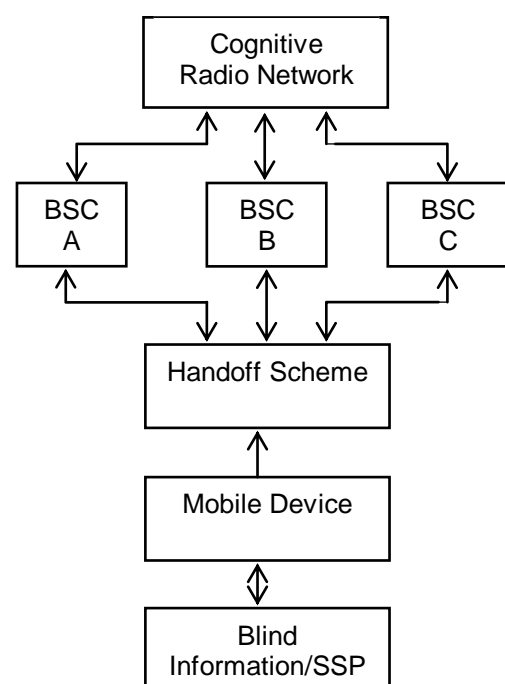 Cognitive
Radio Network
BSC
A
BSC
B
BSC
C
Handoff Scheme
Mobile Device
Blind
Information/SSP